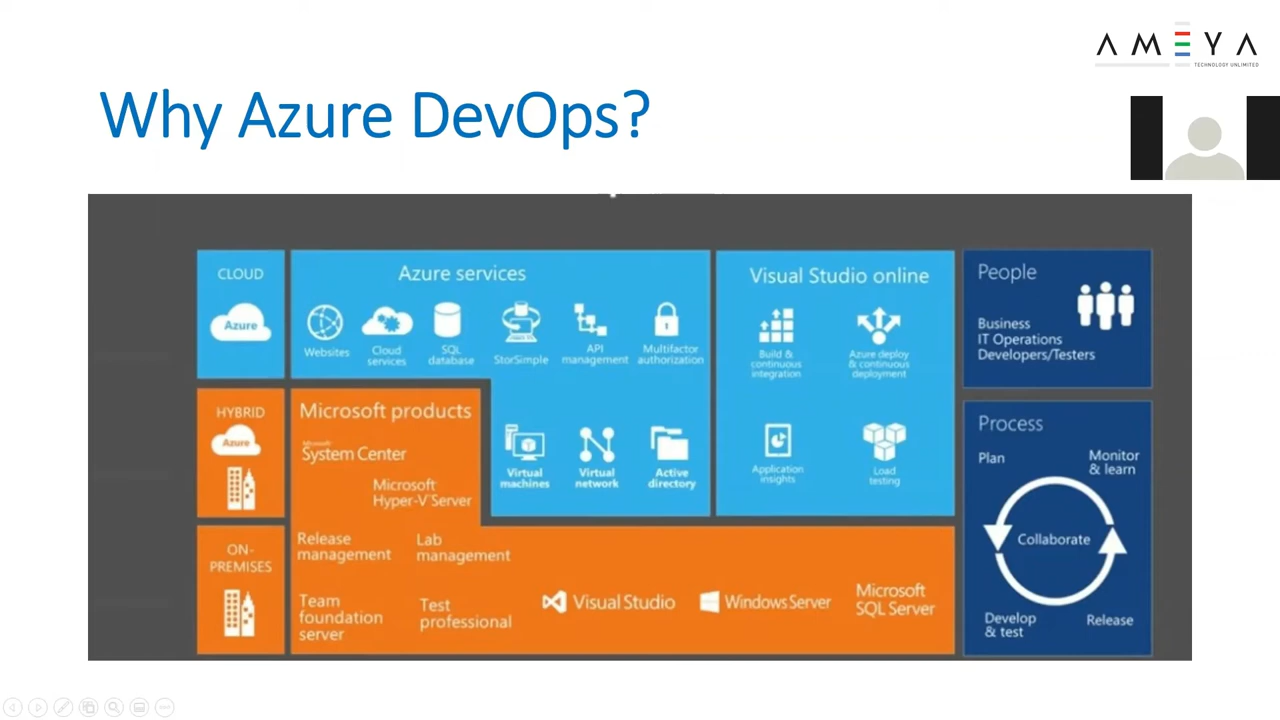 AMEYA
TECHNOLOGY UNLIMITED
Why Azure DevOps?
CLOUD
Azure
Azure services
Websites
Cloud
services
SQL
database
StorSimple
API
management
Multifactor
authorization
Virtual
machines
Virtual
network
Active
directory
Visual Studio online
Build &
continuous
integration
Azure deploy
& continuous
deployment
Application
insights
Load
testing
People
Business
IT Operations
Developers/Testers
HYBRID
Azure
Microsoft products
Microsoft
System Center
Microsoft
Hyper-V Server
ON-
PREMISES
Release
management
Lab
management
Team
foundation
server
Test
professional
Visual Studio
Windows Server
Microsoft
SQL Server
Process
Plan
Monitor
& learn
Collaborate
Develop
& test
Release